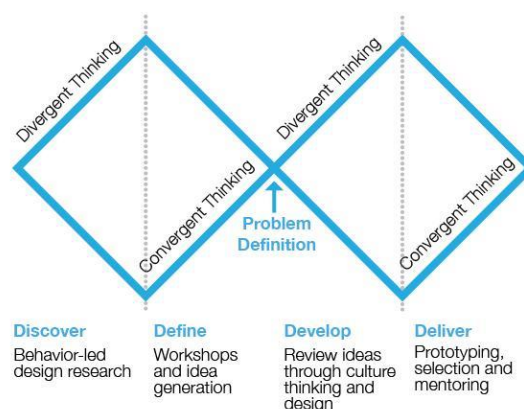 Divergent Thinking
Convergent Thinking
Divergent Thinking
Convergent Thinking
Problem
Definition
Discover
Behavior-led
design research
Define
Workshops
and idea
generation
Develop
Review ideas
through culture
thinking and
design
Deliver
Prototyping,
selection and
mentoring